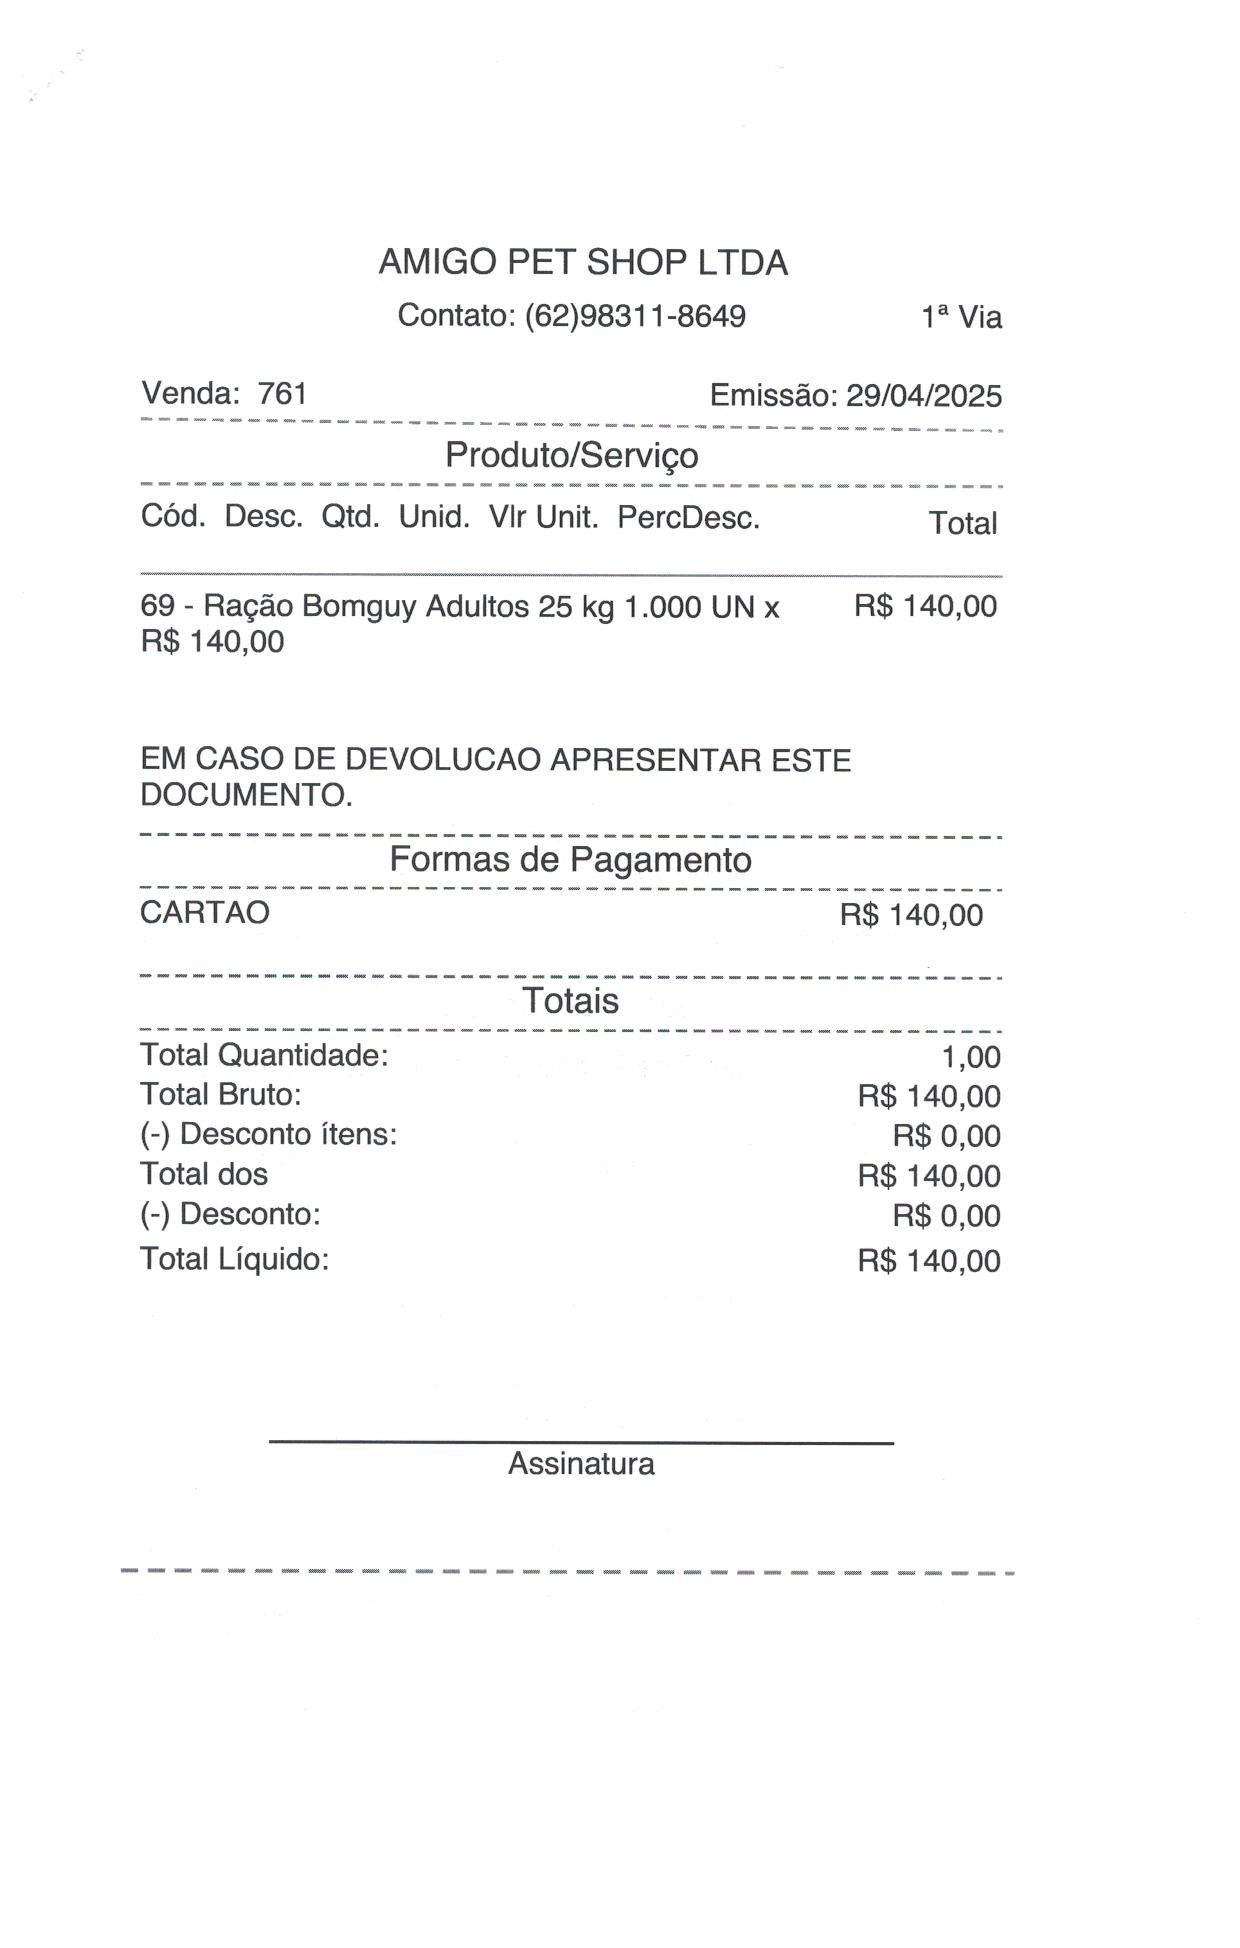 AMIGO PET SHOP LTDA
Contato: (62)98311-8649 1ª Via
Venda: 761 Emissão: 29/04/2025
Produto/Serviço
Cód. Desc. Qtd. Unid. Vlr Unit. PercDesc. Total
69 - Ração Bomguy Adultos 25 kg 1.000 UN x R$ 140,00
R$ 140,00
EM CASO DE DEVOLUCAO APRESENTAR ESTE
DOCUMENTO.
Formas de Pagamento
CARTAO R$ 140,00
Totais
Total Quantidade: 1,00
Total Bruto: R$ 140,00
(-) Desconto ítens: R$ 0,00
Total dos R$ 140,00
(-) Desconto: R$ 0,00
Total Líquido: R$ 140,00
Assinatura